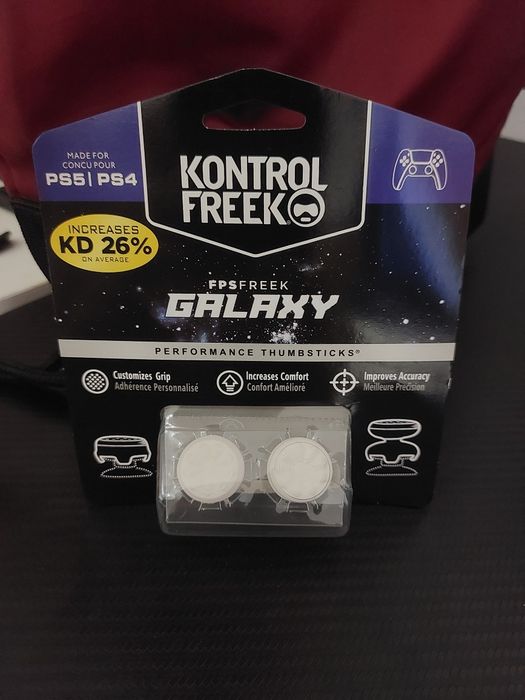 MADE FOR
CONCU POUR
PS5 | PS4
KONTROL
FREEK
INCREASES
KD 26%
ON AVERAGE
FPSFREEK
GALAXY
PERFORMANCE THUMBSTICKS®
Customizes Grip
Adhérence Personnalisé
Increases Comfort
Confort Amélioré
Improves Accuracy
Meilleure Précision